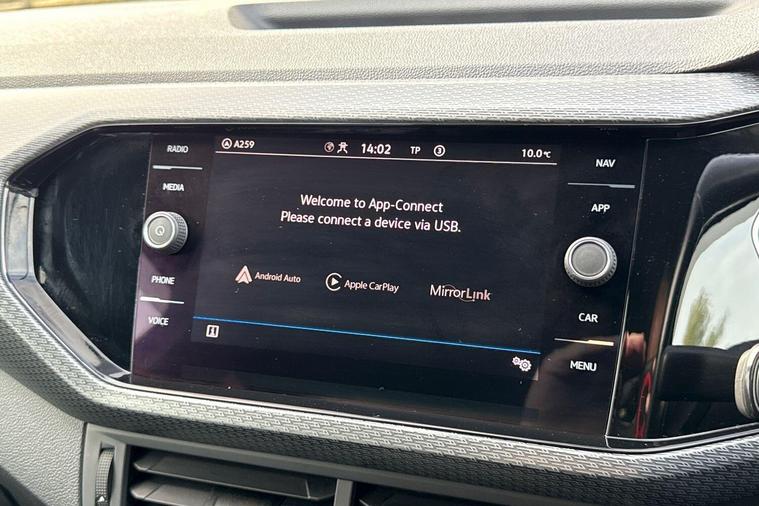 RADIO
MEDIA
PHONE
VOICE
A259
14:02
TP
3
10.0°C
Welcome to App-Connect
Please connect a device via USB.
Android Auto
Apple CarPlay
MirrorLink
NAV
APP
CAR
MENU